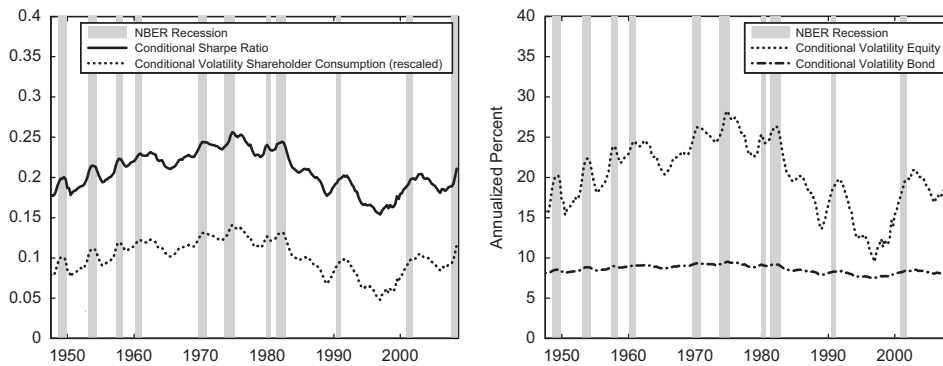 0.4
0.35
0.3
0.25
0.2
0.15
0.1
0.05
0
NBER Recession
Conditional Sharpe Ratio
Conditional Volatility Shareholder Consumption (rescaled)
1950 1960 1970 1980 1990 2000
Annualized Percent
40
35
30
25
20
15
10
5
0
NBER Recession
Conditional Volatility Equity
Conditional Volatility Bond
1950 1960 1970 1980 1990 2000